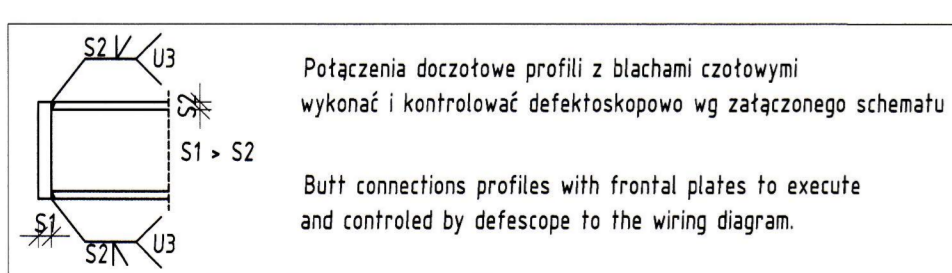 S2 U3
S2
S1 > S2
S1
S2 U3
Połączenia doczołowe profili z blachami czołowymi
wykonać i kontrolować defektoskopowo wg załączonego schematu
Butt connections profiles with frontal plates to execute
and controled by defescope to the wiring diagram.